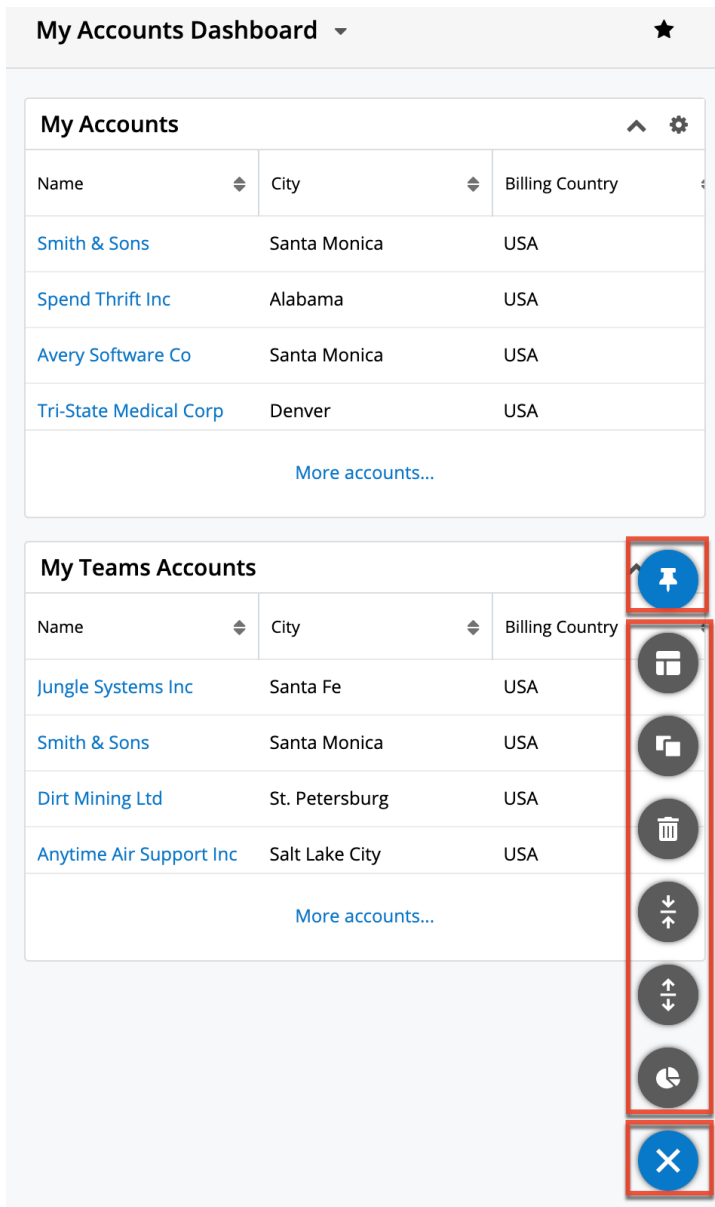 My Accounts Dashboard
My Accounts
Name City Billing Country
Smith & Sons Santa Monica USA
Spend Thrift Inc Alabama USA
Avery Software Co Santa Monica USA
Tri-State Medical Corp Denver USA
More accounts...
My Teams Accounts
Name City Billing Country
Jungle Systems Inc Santa Fe USA
Smith & Sons Santa Monica USA
Dirt Mining Ltd St. Petersburg USA
Anytime Air Support Inc Salt Lake City USA
More accounts...